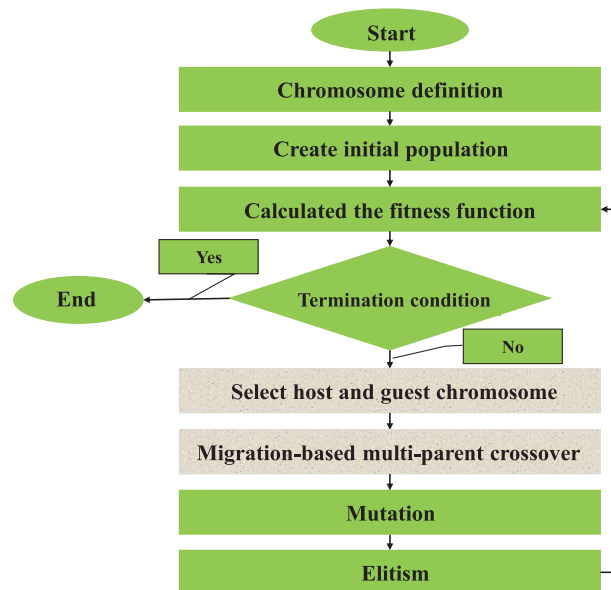 Start
Chromosome definition
Create initial population
Calculated the fitness function
Yes
End
Termination condition
No
Select host and guest chromosome
Migration-based multi-parent crossover
Mutation
Elitism